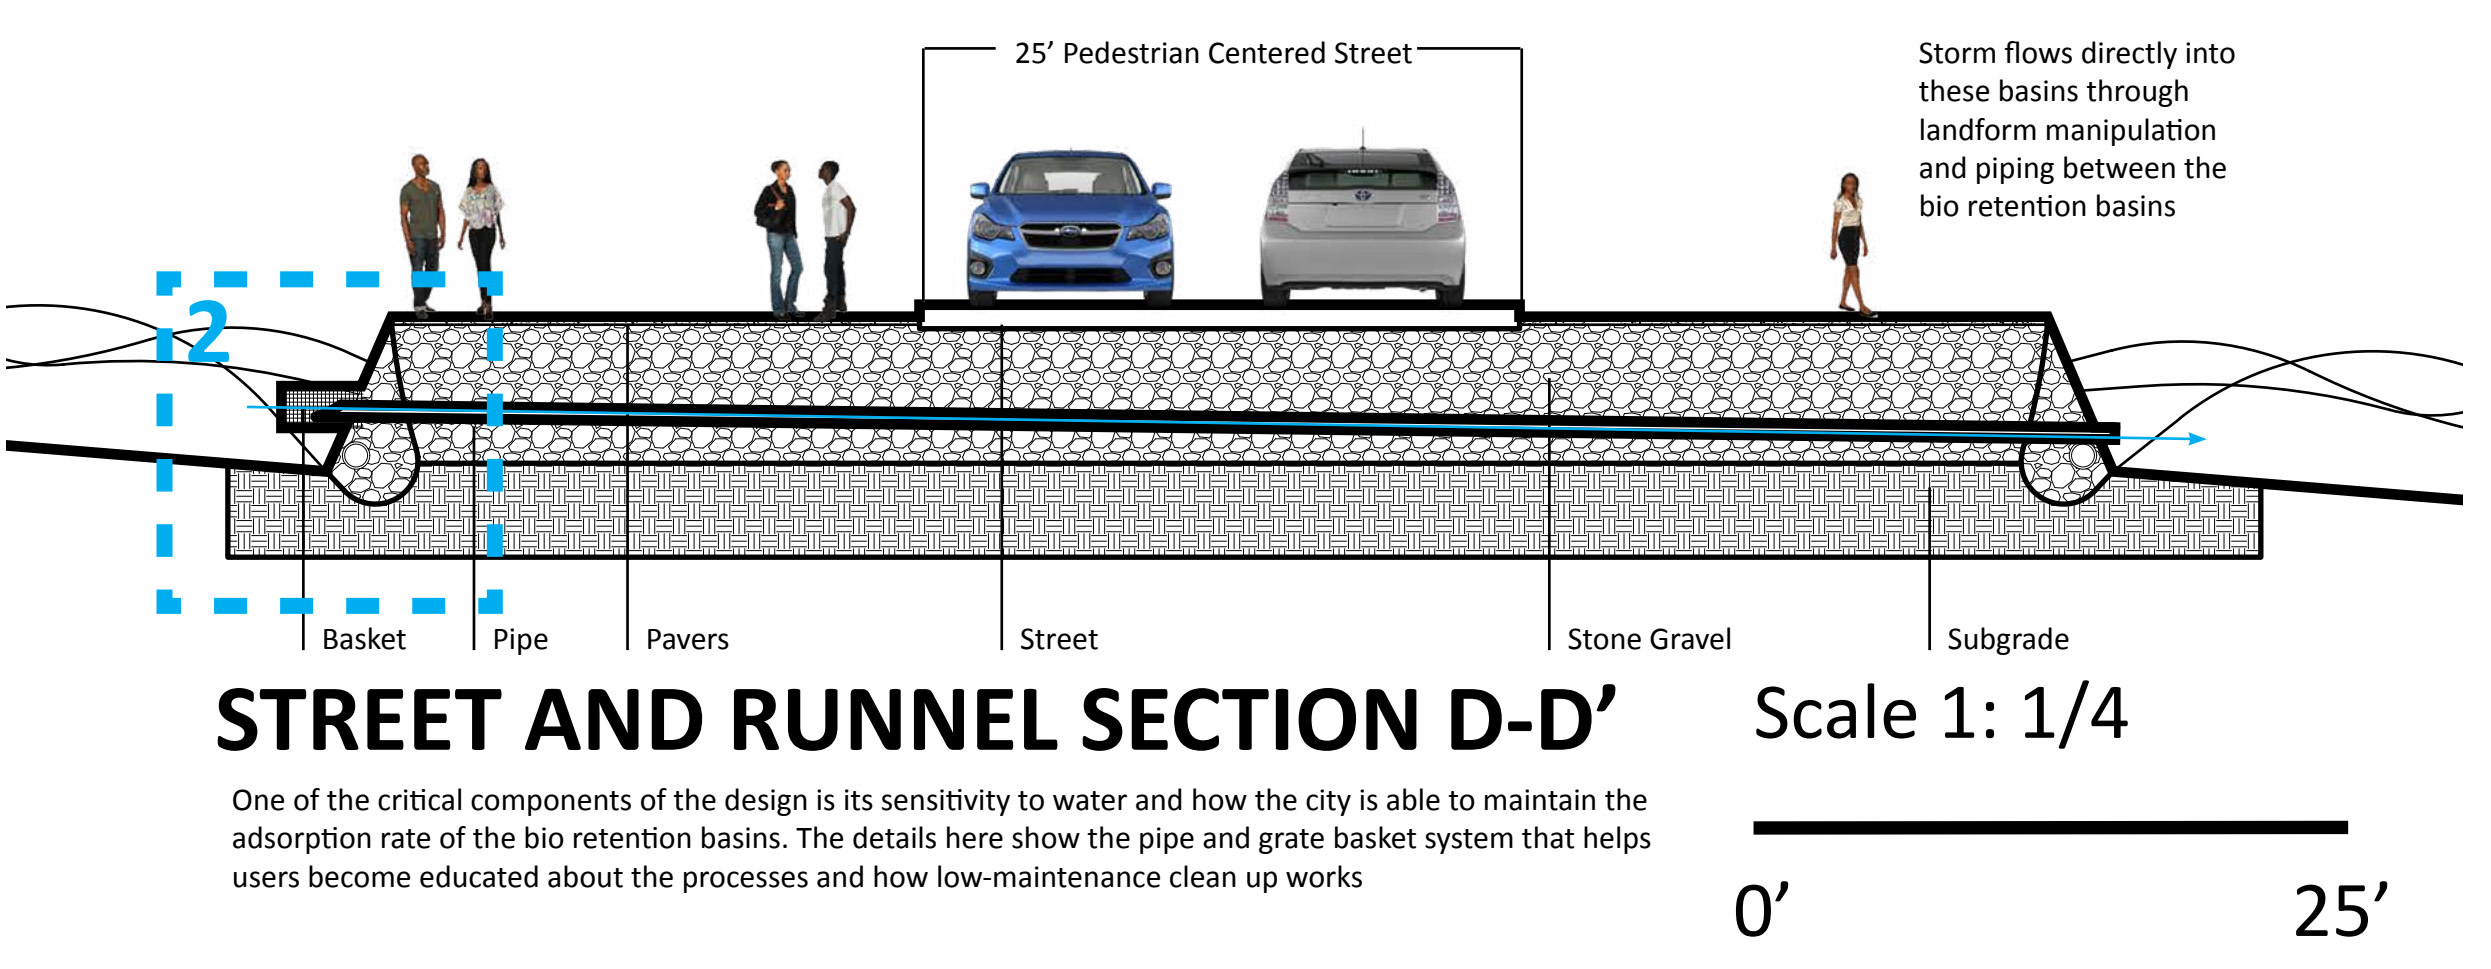 25’ Pedestrian Centered Street
Storm flows directly into
these basins through
landform manipulation
and piping between the
bio retention basins
2
Basket
Pipe
Pavers
Street
Stone Gravel
Subgrade
STREET AND RUNNEL SECTION D-D’
Scale 1: 1/4
One of the critical components of the design is its sensitivity to water and how the city is able to maintain the
adsorption rate of the bio retention basins. The details here show the pipe and grate basket system that helps
users become educated about the processes and how low-maintenance clean up works
0’
25’